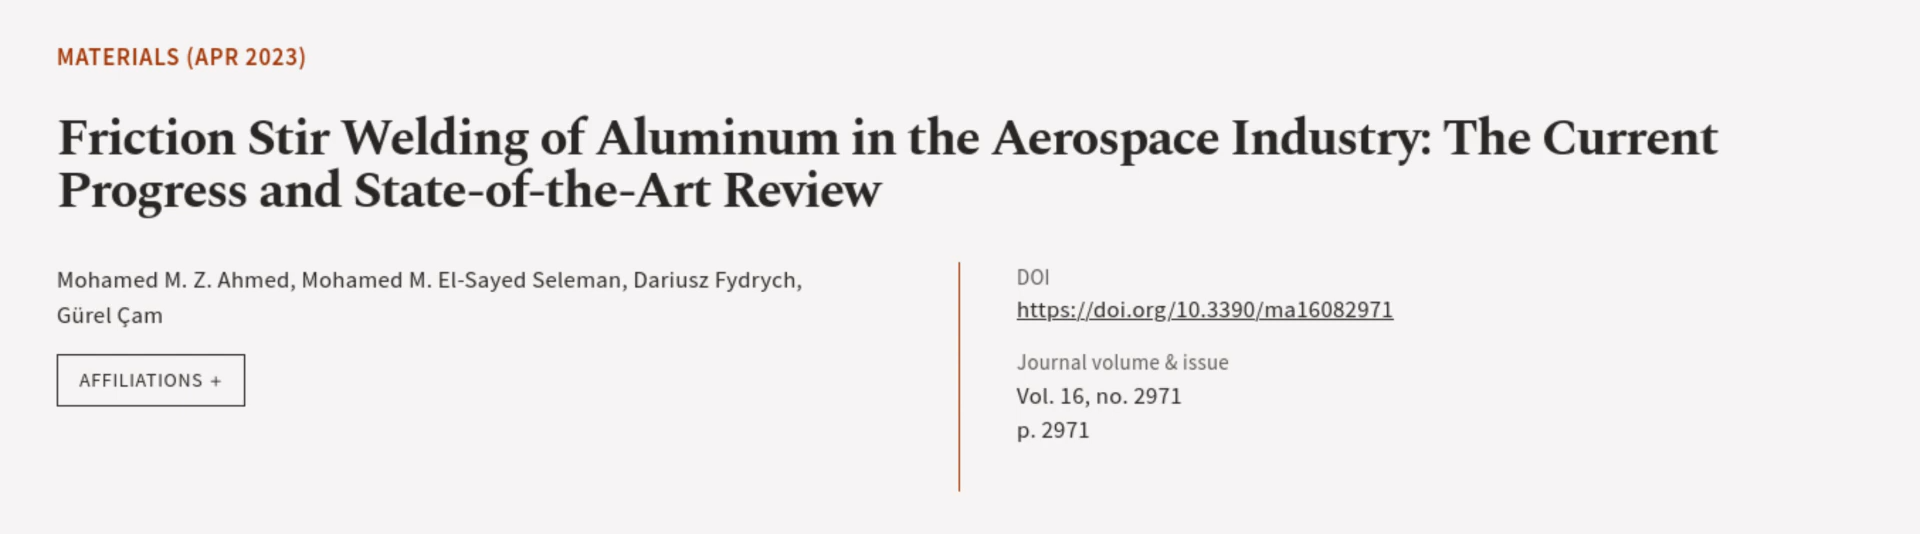 MATERIALS (APR 2023)
Friction Stir Welding of Aluminum in the Aerospace Industry: The Current
Progress and State-of-the-Art Review
Mohamed M. Z. Ahmed, Mohamed M. El-Sayed Seleman, Dariusz Fydrych,
Gürel Çam
AFFILIATIONS +
DOI
https://doi.org/10.3390/ma16082971
Journal volume & issue
Vol. 16, no. 2971
p. 2971